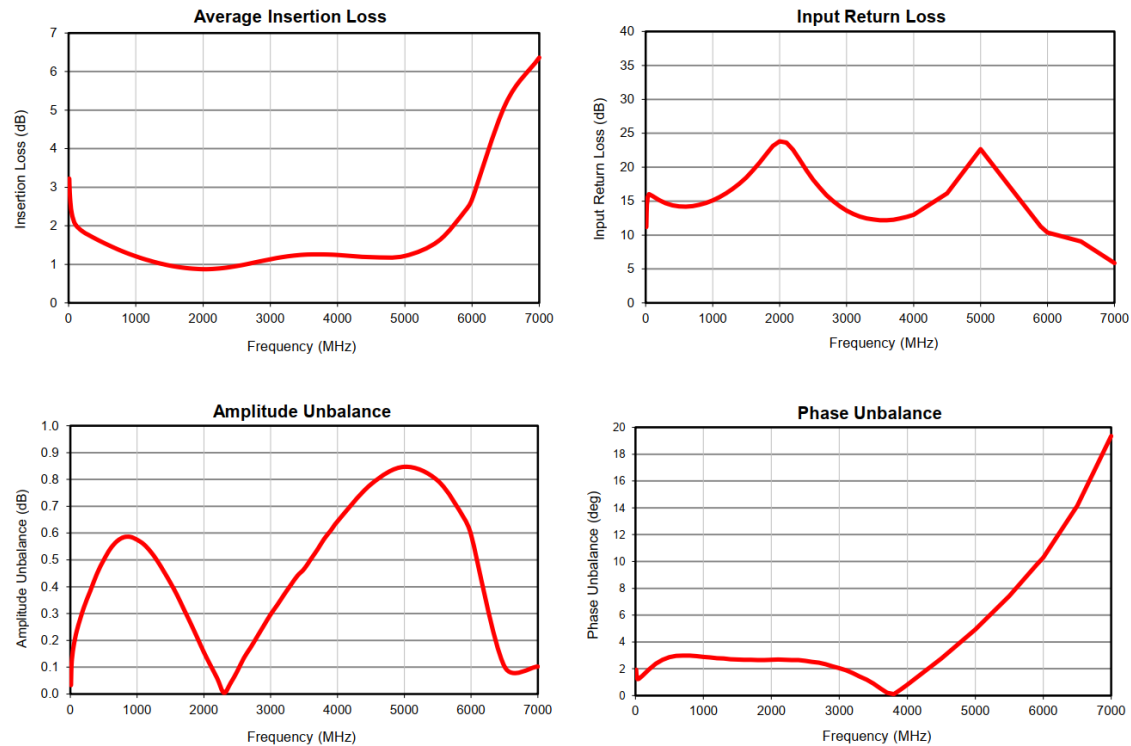 Average Insertion Loss
7
6
5
4
3
2
1
0
Insertion Loss (dB)
0 1000 2000 3000 4000 5000 6000 7000
Frequency (MHz)
Input Return Loss
40
35
30
25
20
15
10
5
0
Input Return Loss (dB)
0 1000 2000 3000 4000 5000 6000 7000
Frequency (MHz)
Amplitude Unbalance
1.0
0.9
0.8
0.7
0.6
0.5
0.4
0.3
0.2
0.1
0.0
Amplitude Unbalance (dB)
0 1000 2000 3000 4000 5000 6000 7000
Frequency (MHz)
Phase Unbalance
20
18
16
14
12
10
8
6
4
2
0
Phase Unbalance (deg)
0 1000 2000 3000 4000 5000 6000 7000
Frequency (MHz)